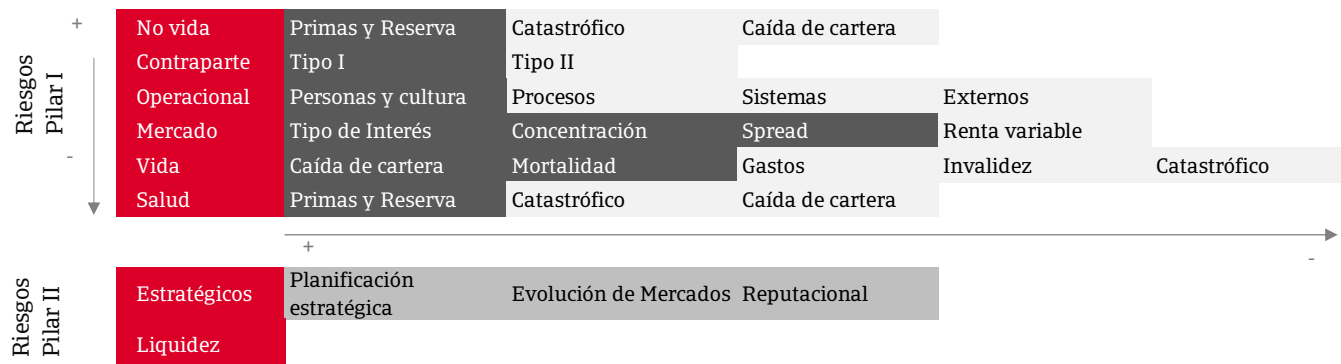 Riesgos
Pilar I
+
-
No vida Primas y Reserva Catastrófico Caída de cartera
Contraparte Tipo I Tipo II
Operacional Personas y cultura Procesos Sistemas Externos
Mercado Tipo de Interés Concentración Spread Renta variable
Vida Caída de cartera Mortalidad Gastos Invalidez Catastrófico
Salud Primas y Reserva Catastrófico Caída de cartera
+
-
Riesgos
Pilar II
Estratégicos Planificación
estratégica Evolución de Mercados Reputacional
Liquidez